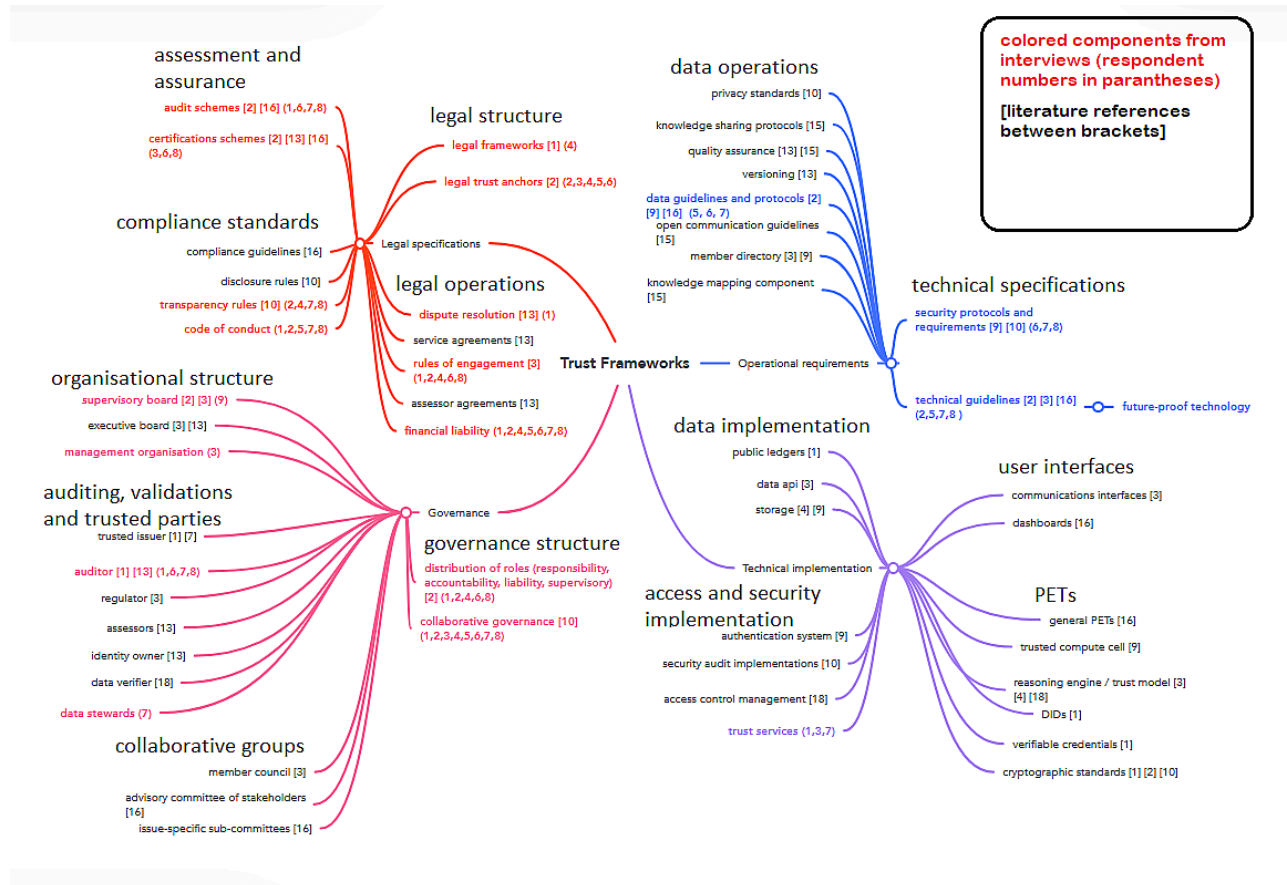 colored components from
interviews (respondent
numbers in parantheses)
[literature references
between brackets]
assessment and
assurance
audit schemes [2] [16] (1,6,7,8)
certifications schemes [2] [13] [16]
(3,6,8)
legal structure
legal frameworks [1] (4)
legal trust anchors [2] (2,3,4,5,6)
compliance standards
compliance guidelines [16]
disclosure rules [10]
transparency rules [10] (2,4,7,8)
code of conduct (1,2,5,7,8)
Legal specifications
legal operations
dispute resolution [13] (1)
service agreements [13]
rules of engagement [3]
(1,2,4,6,8)
assessor agreements [13]
financial liability (1,2,4,5,6,7,8)
organisational structure
supervisory board [2] [3] (9)
executive board [3] [13]
management organisation (3)
auditing, validations
and trusted parties
trusted issuer [1] [7]
auditor [1] [13] (1,6,7,8)
regulator [3]
assessors [13]
identity owner [13]
data verifier [18]
data stewards (7)
Governance
governance structure
distribution of roles (responsibility,
accountability, liability, supervisory)
[2] (1,2,4,6,8)
collaborative governance [10]
(1,2,3,4,5,6,7,8)
collaborative groups
member council [3]
advisory committee of stakeholders
[16]
issue-specific sub-committees [16]
Trust Frameworks
data operations
privacy standards [10]
knowledge sharing protocols [15]
quality assurance [13] [15]
versioning [13]
data guidelines and protocols [2]
[9] [16] (5, 6, 7)
open communication guidelines
[15]
member directory [3] [9]
knowledge mapping component
[15]
Operational requirements
technical specifications
security protocols and
requirements [9] [10] (6,7,8)
technical guidelines [2] [3] [16]
(2,5,7,8 )
future-proof technology
data implementation
public ledgers [1]
data api [3]
storage [4] [9]
Technical implementation
access and security
implementation
authentication system [9]
security audit implementations [10]
access control management [18]
trust services (1,3,7)
user interfaces
communications interfaces [3]
dashboards [16]
PETs
general PETs [16]
trusted compute cell [9]
reasoning engine / trust model [3]
[4] [18]
DIDs [1]
verifiable credentials [1]
cryptographic standards [1] [2] [10]